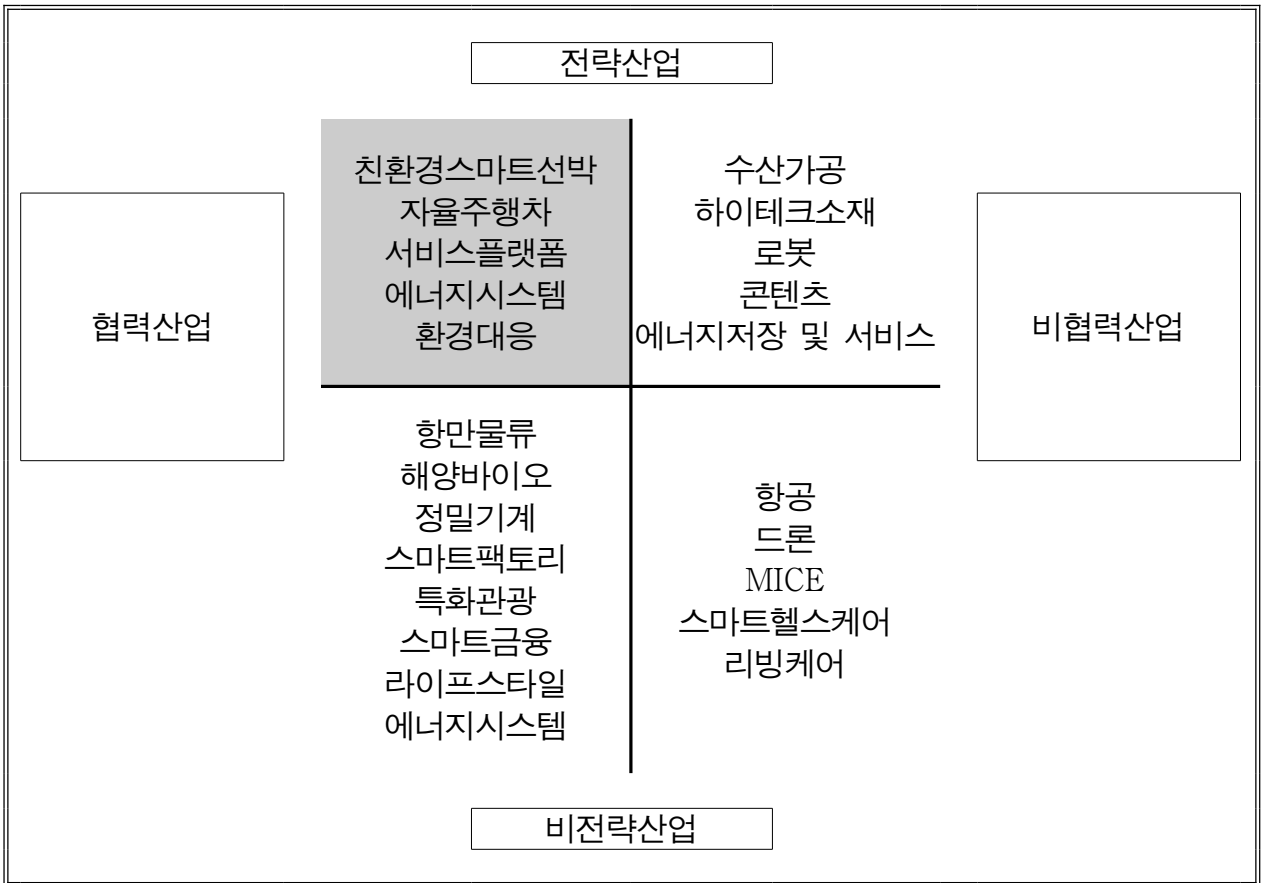 전략산업
친환경스마트선박
자율주행차
서비스플랫폼
에너지시스템
환경대응
수산가공
하이테크소재
로봇
콘텐츠
에너지저장 및 서비스
협력산업
비협력산업
항만물류
해양바이오
정밀기계
스마트팩토리
특화관광
스마트금융
라이프스타일
에너지시스템
항공
드론
MICE
스마트헬스케어
리빙케어
비전략산업